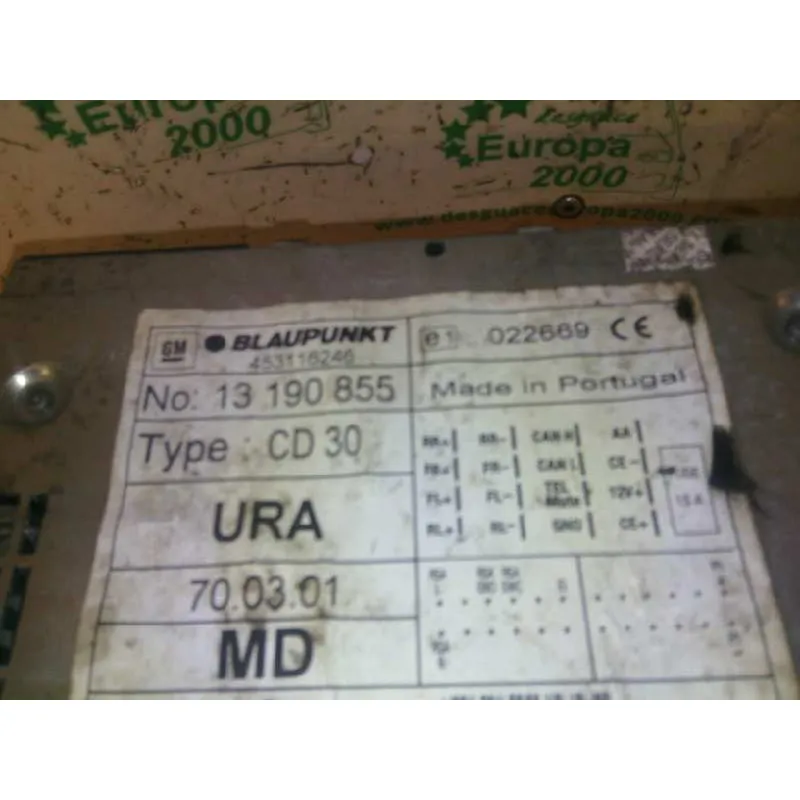 Europa
2000
Europa
2000
GM BLAUPUNKT
453116246
e1 022669 CE
No: 13 190 855
Made in Portugal
Type : CD 30
RR+ RR- CAN H AA
FR+ FR- CAN L CE-
FL+ FL- TEL Mute 12V+
RL+ RL- GND CE+
15 A
URA
70.03.01
MD